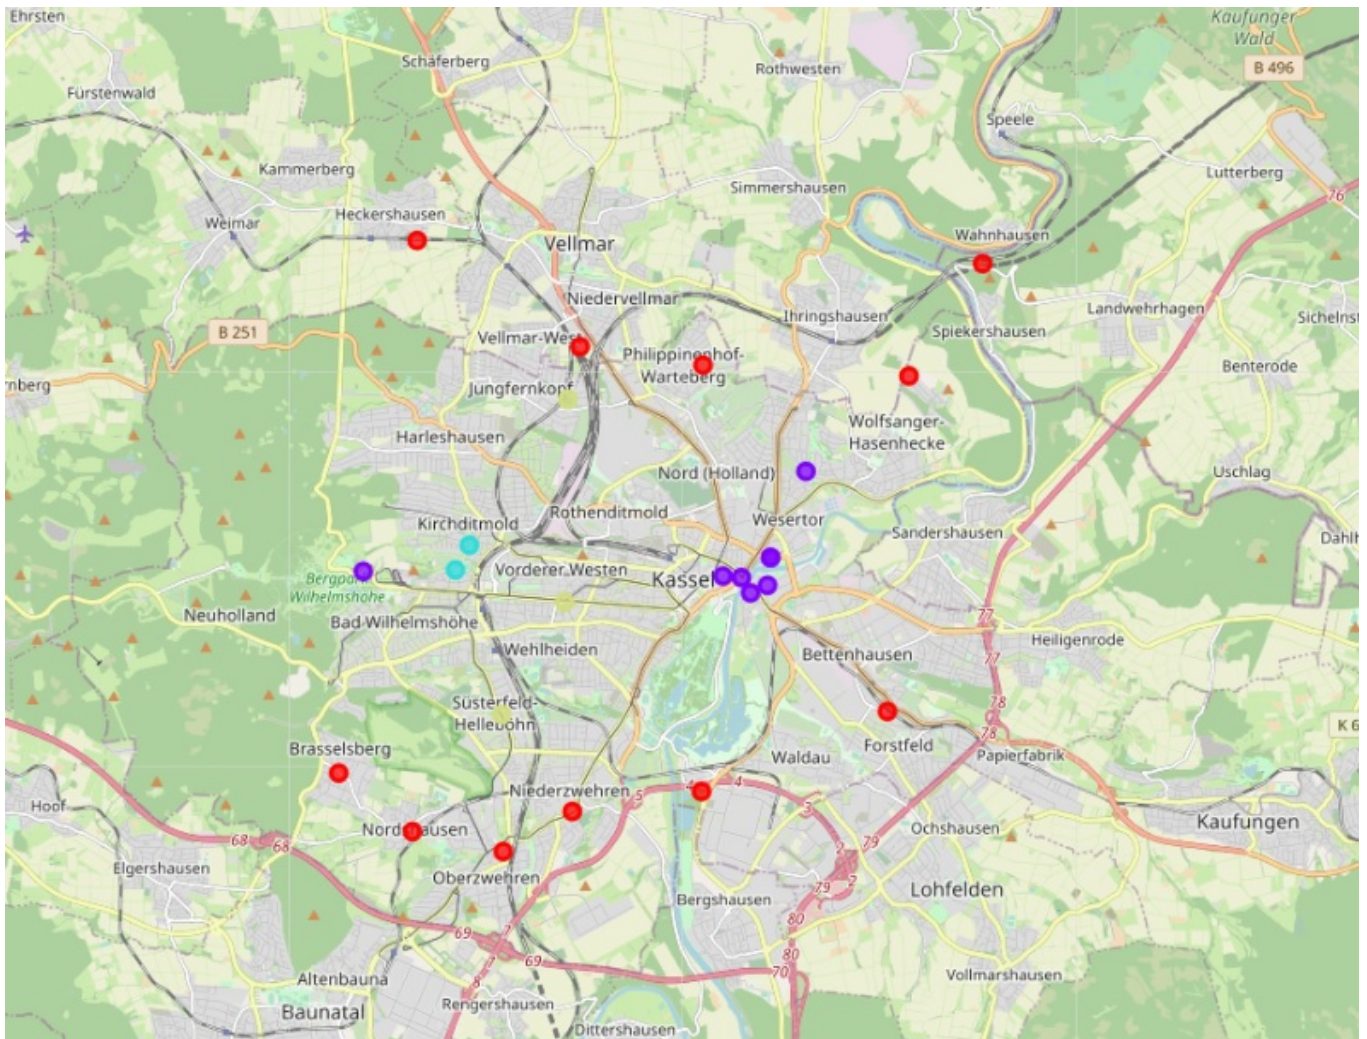 Ehrsten
Kaufunger
Wald
Schäferberg
Rothwesten
B 496
Fürstenwald
Speele
Kammerberg
Simmershausen
Lutterberg
76
Heckershausen
Weimar
Vellmar
Wahnhausen
Niedervellmar
Landwehrhagen
Ihringshausen
Sichelnst
B 251
Spiekershausen
Vellmar-West
Philippinenhof-
Warteberg
Benterode
rnberg
Jungfernkopf
Wolfsanger-
Hasenhecke
Harleshausen
Nord (Holland)
Uschlag
Kirchditmold
Rothenditmold
Wesertor
Sandershausen
Dahlh
Vorderer Westen
Kassel
Bergpark
Wilhelmshöhe
Neuholland
Bad Wilhelmshöhe
77
Heiligenrode
Wehlheiden
Bettenhausen
77
Süsterfeld-
Helleböhn
78
K 6
78
Brasselsberg
Forstfeld
Waldau
Papierfabrik
Niederzwehren
4
4
5
3
Hoof
Nordshausen
Ochshausen
Kaufungen
68
68
79
2
Elgershausen
Oberzwehren
79
2
Lohfelden
Bergshausen
80
7
69
69
80
70
Altenbauna
8
Vollmarshausen
Rengershausen
Baunatal
Dittershausen